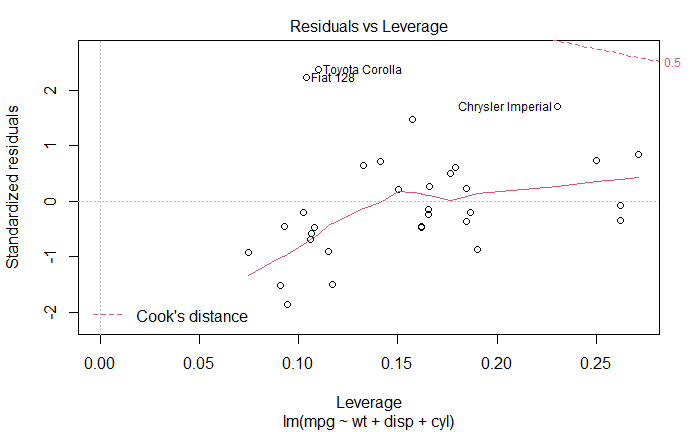 Residuals vs Leverage
Standardized residuals
2
1
0
-1
-2
Toyota Corolla
Fiat 128
Chrysler Imperial
0.5
Cook's distance
0.00 0.05 0.10 0.15 0.20 0.25
Leverage
lm(mpg ~ wt + disp + cyl)